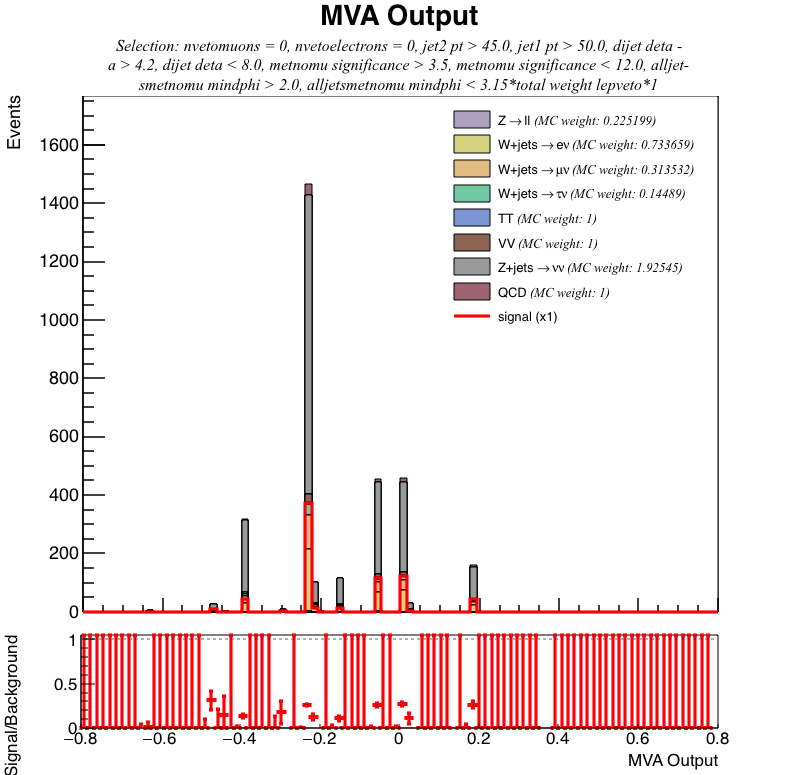 MVA Output
Selection: nvetomuons = 0, nvetoelectrons = 0, jet2 pt > 45.0, jet1 pt > 50.0, dijet deta -
a > 4.2, dijet deta < 8.0, metnomu significance > 3.5, metnomu significance < 12.0, alljet-
smetnomu mindphi > 2.0, alljetsmetnomu mindphi < 3.15*total weight lepveto*1
Events
1600
1400
1200
1000
800
600
400
200
0
Z→ll (MC weight: 0.225199)
W+jets→eν (MC weight: 0.733659)
W+jets→μν (MC weight: 0.313532)
W+jets→τν (MC weight: 0.14489)
TT (MC weight: 1)
VV (MC weight: 1)
Z+jets→νν (MC weight: 1.92545)
QCD (MC weight: 1)
signal (x1)
Signal/Background
1
0.5
0
−0.8 −0.6 −0.4 −0.2 0 0.2 0.4 0.6 0.8
MVA Output